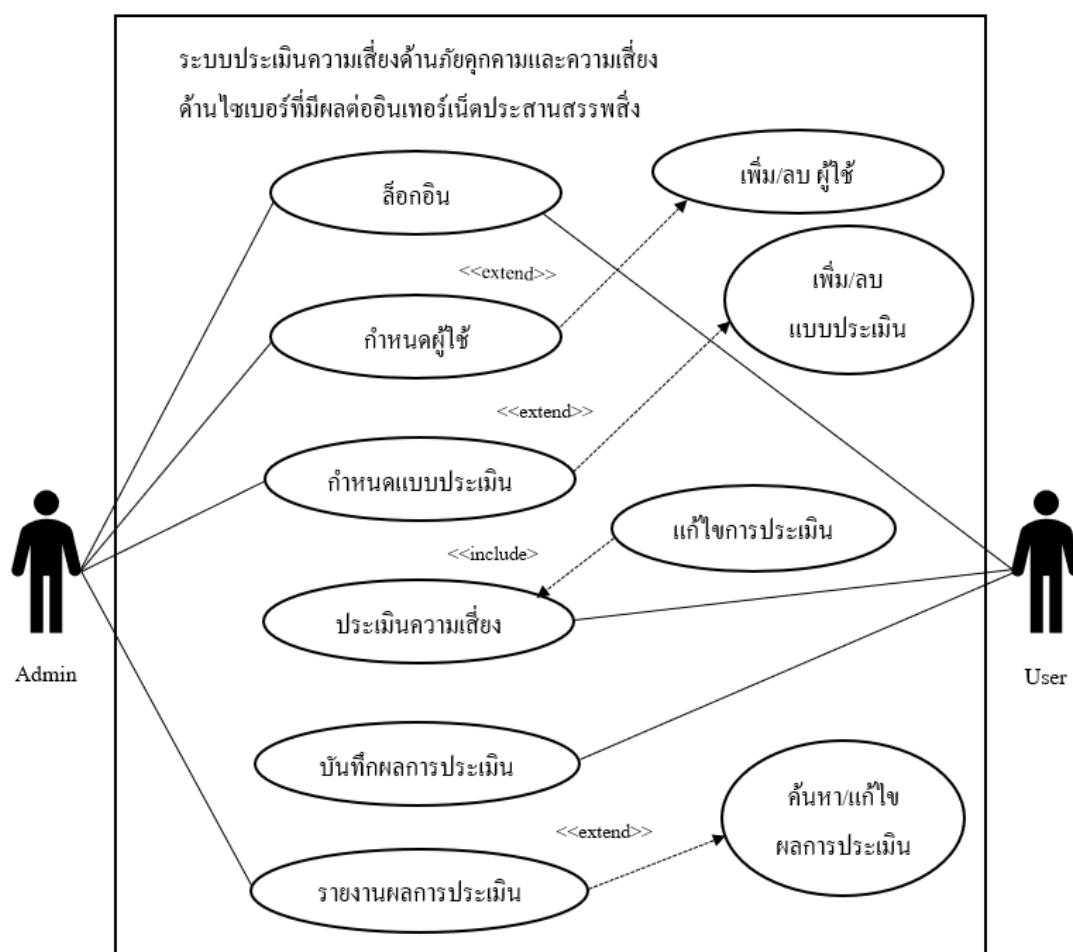 ระบบประเมินความเสี่ยงด้านภัยคุกคามและความเสี่ยง
ด้านไซเบอร์ที่มีผลต่ออินเทอร์เน็ตประสานสรรพสิ่ง
ล็อกอิน
เพิ่ม/ลบ ผู้ใช้
<<extend>>
เพิ่ม/ลบ
แบบประเมิน
กำหนดผู้ใช้
<<extend>>
กำหนดแบบประเมิน
แก้ไขการประเมิน
<<include>
ประเมินความเสี่ยง
Admin
User
บันทึกผลการประเมิน
ค้นหา/แก้ไข
ผลการประเมิน
<<extend>>
รายงานผลการประเมิน